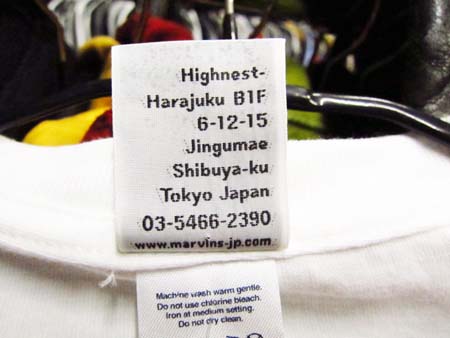 Highnest-
Harajuku B1F
6-12-15
Jingumae
Shibuya-ku
Tokyo Japan
03-5466-2390
www.marvins-jp.com
Machine wash warm gentle.
Do not use chlorine bleach.
Iron at medium setting.
Do not dry clean.